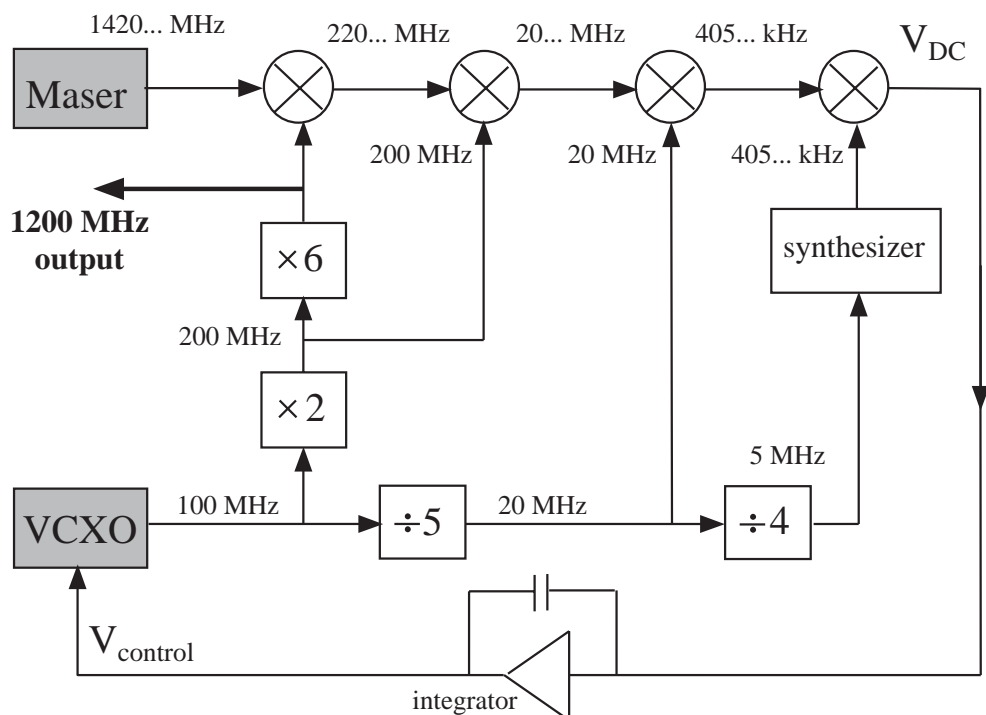 1420... MHz
220... MHz
20... MHz
405... kHz
V_DC
Maser
200 MHz
20 MHz
405... kHz
1200 MHz
output
×6
synthesizer
200 MHz
×2
5 MHz
VCXO
100 MHz
÷5
20 MHz
÷4
V_control
integrator